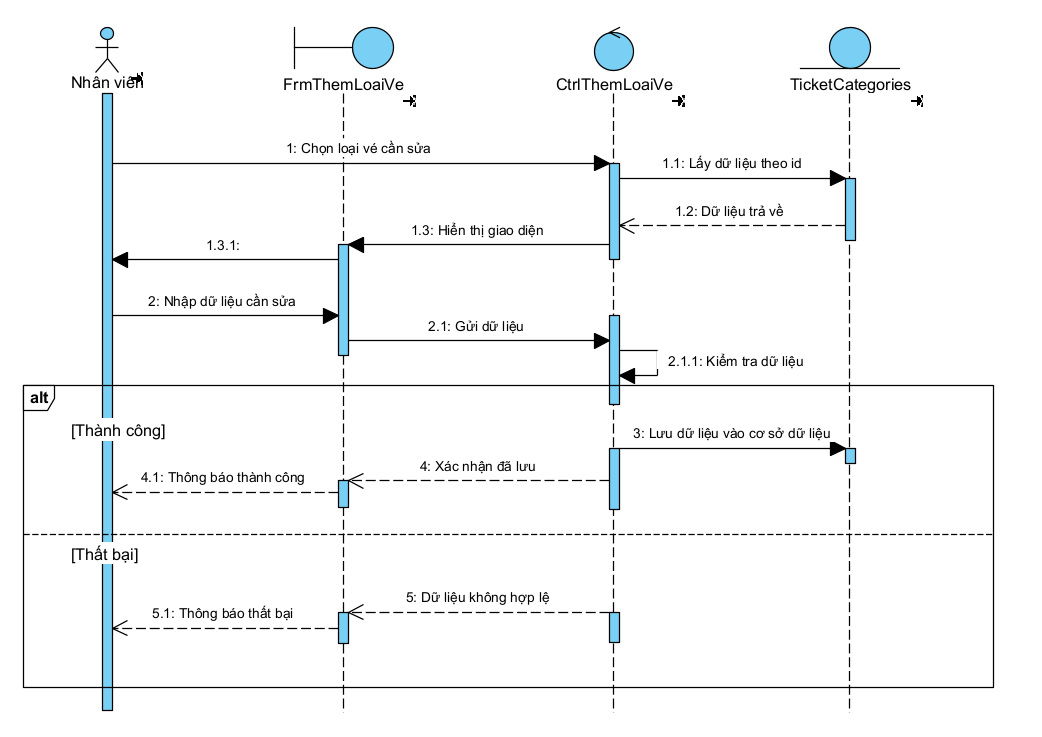 Nhân viên
FrmThemLoaiVe
CtrlThemLoaiVe
TicketCategories
1: Chọn loại vé cần sửa
1.1: Lấy dữ liệu theo id
1.2: Dữ liệu trả về
1.3: Hiển thị giao diện
1.3.1:
2: Nhập dữ liệu cần sửa
2.1: Gửi dữ liệu
2.1.1: Kiểm tra dữ liệu
alt
[Thành công]
3: Lưu dữ liệu vào cơ sở dữ liệu
4: Xác nhận đã lưu
4.1: Thông báo thành công
[Thất bại]
5: Dữ liệu không hợp lệ
5.1: Thông báo thất bại